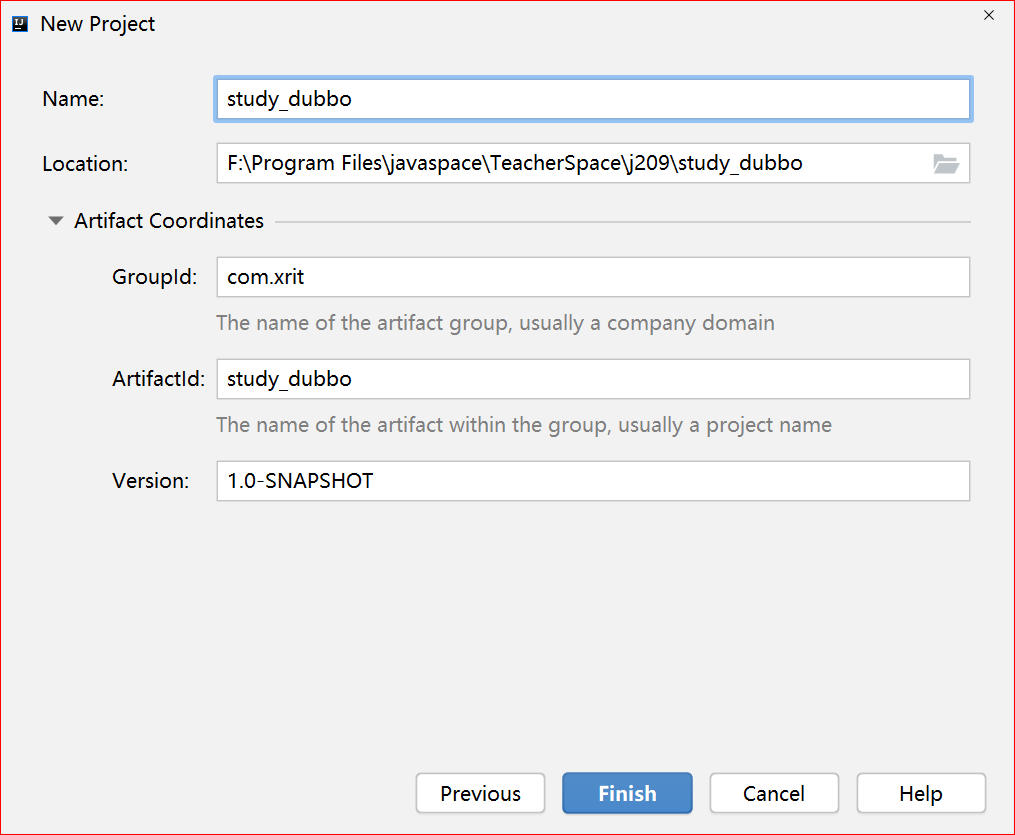 New Project
Name:
study_dubbo
Location:
F:\Program Files\javaspace\TeacherSpace\j209\study_dubbo
Artifact Coordinates
GroupId:
com.xrit
The name of the artifact group, usually a company domain
ArtifactId:
study_dubbo
The name of the artifact within the group, usually a project name
Version:
1.0-SNAPSHOT
Previous
Finish
Cancel
Help